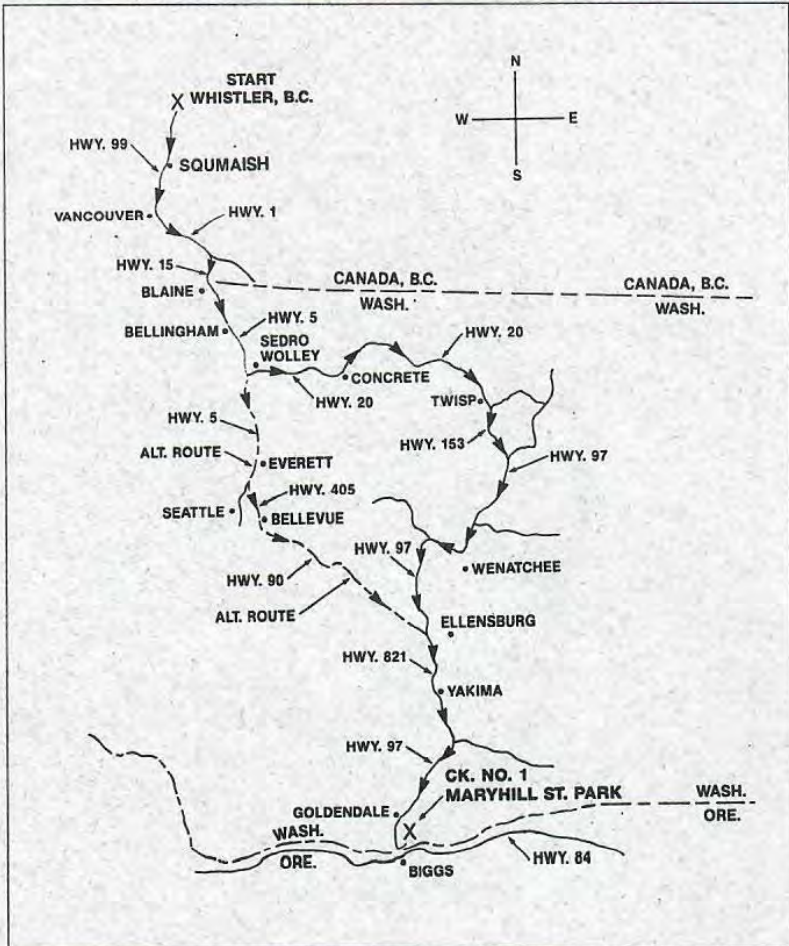 START
WHISTLER, B.C.
N
W
E
S
HWY. 99
SQUMAISH
VANCOUVER
HWY. 1
HWY. 15
CANADA, B.C.
CANADA, B.C.
BLAINE
WASH.
WASH.
HWY. 5
BELLINGHAM
HWY. 20
SEDRO
WOLLEY
CONCRETE
TWISP
HWY. 20
HWY. 5
HWY. 153
ALT. ROUTE
HWY. 97
EVERETT
HWY. 405
SEATTLE
BELLEVUE
HWY. 97
WENATCHEE
HWY. 90
ALT. ROUTE
ELLENSBURG
HWY. 821
YAKIMA
HWY. 97
CK. NO. 1
MARYHILL ST. PARK
WASH.
GOLDENDALE
ORE.
WASH.
ORE.
HWY. 84
BIGGS